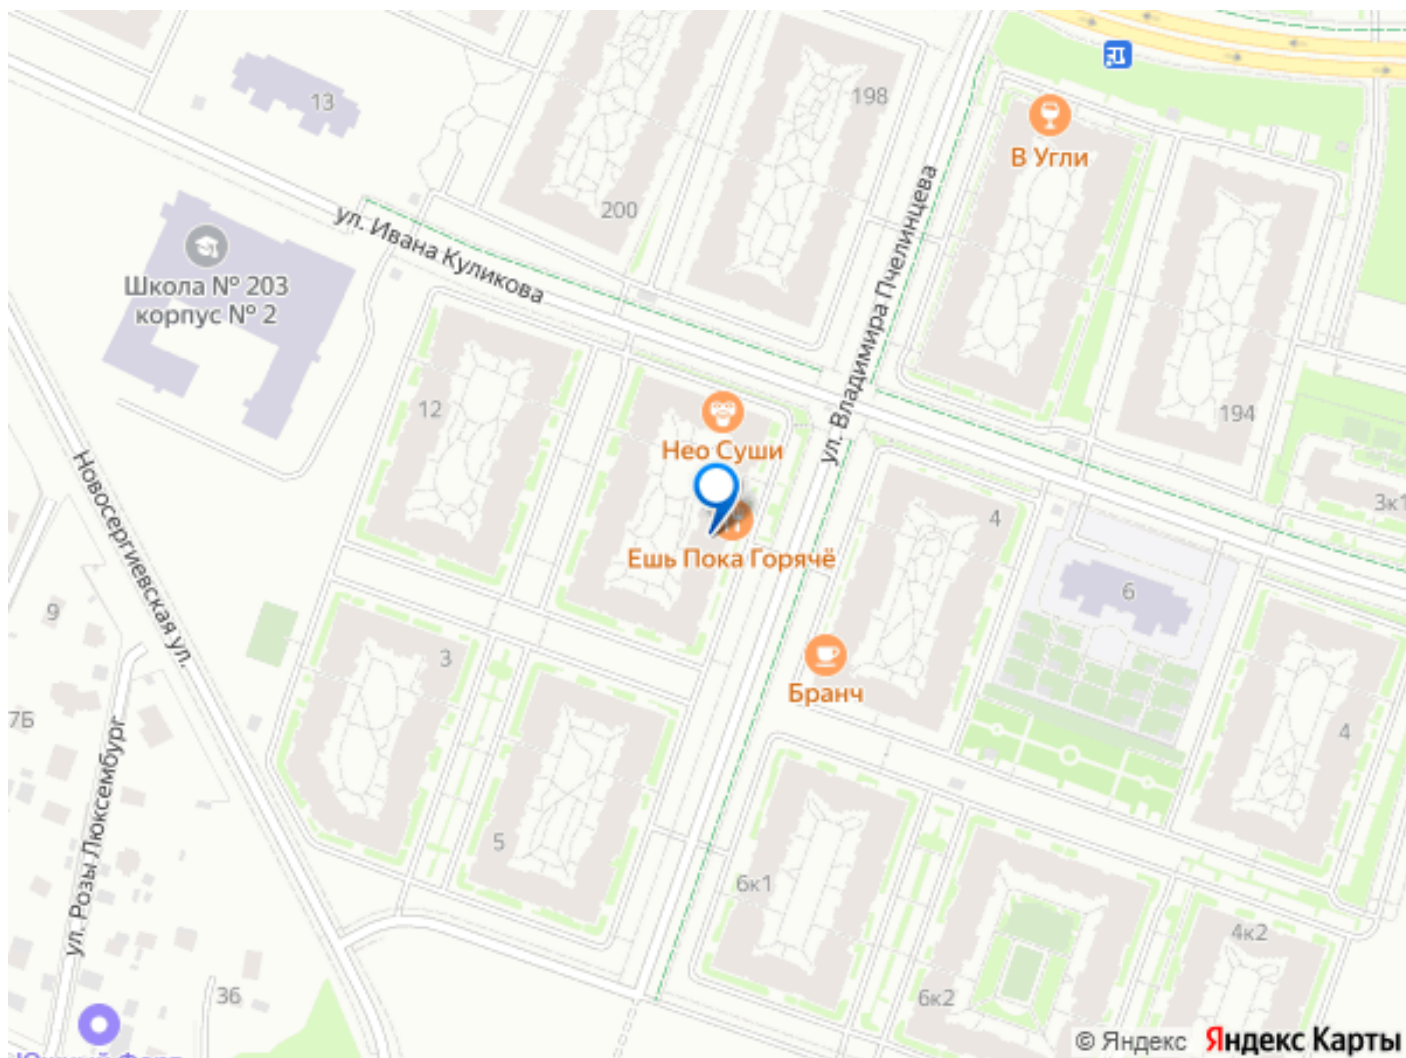 13
198
В Угли
200
ул. Ивана Куликова
ул. Владимира Пчелинцева
Школа № 203
корпус № 2
12
Нео Суши
194
3к1
4
Ешь Пока Горячё
Новосергиевская ул.
6
9
3
Бранч
7Б
4
ул. Розы Люксембург
5
6к1
4к2
36
6к2
© Яндекс Яндекс Карты